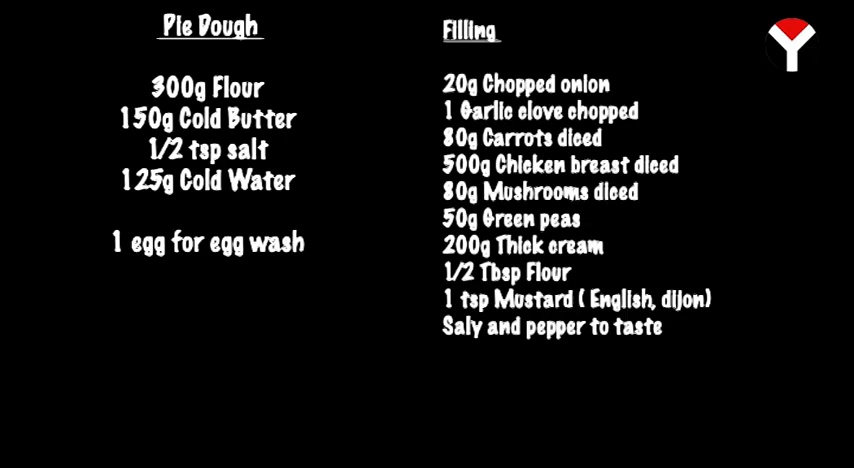 Pie Dough
300g Flour
150g Cold Butter
1/2 tsp salt
125g Cold Water
1 egg for egg wash
Filling
20g Chopped onion
1 Garlic clove chopped
80g Carrots diced
500g Chicken breast diced
80g Mushrooms diced
50g Green peas
200g Thick cream
1/2 Tbsp Flour
1 tsp Mustard ( English, dijon)
Saly and pepper to taste
Y